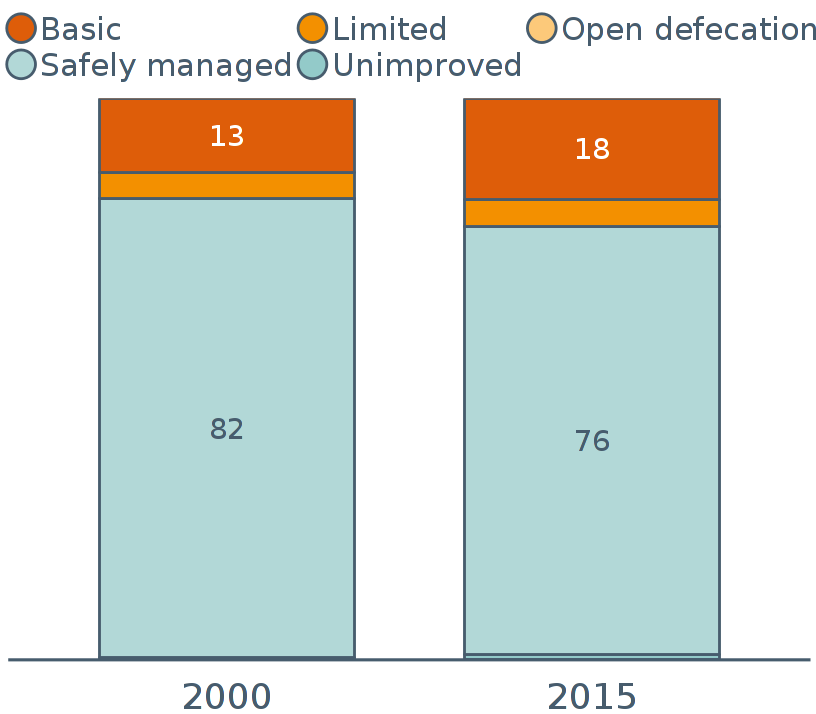 Basic Limited Open defecation
Safely managed Unimproved
13 18
82 76
2000 2015